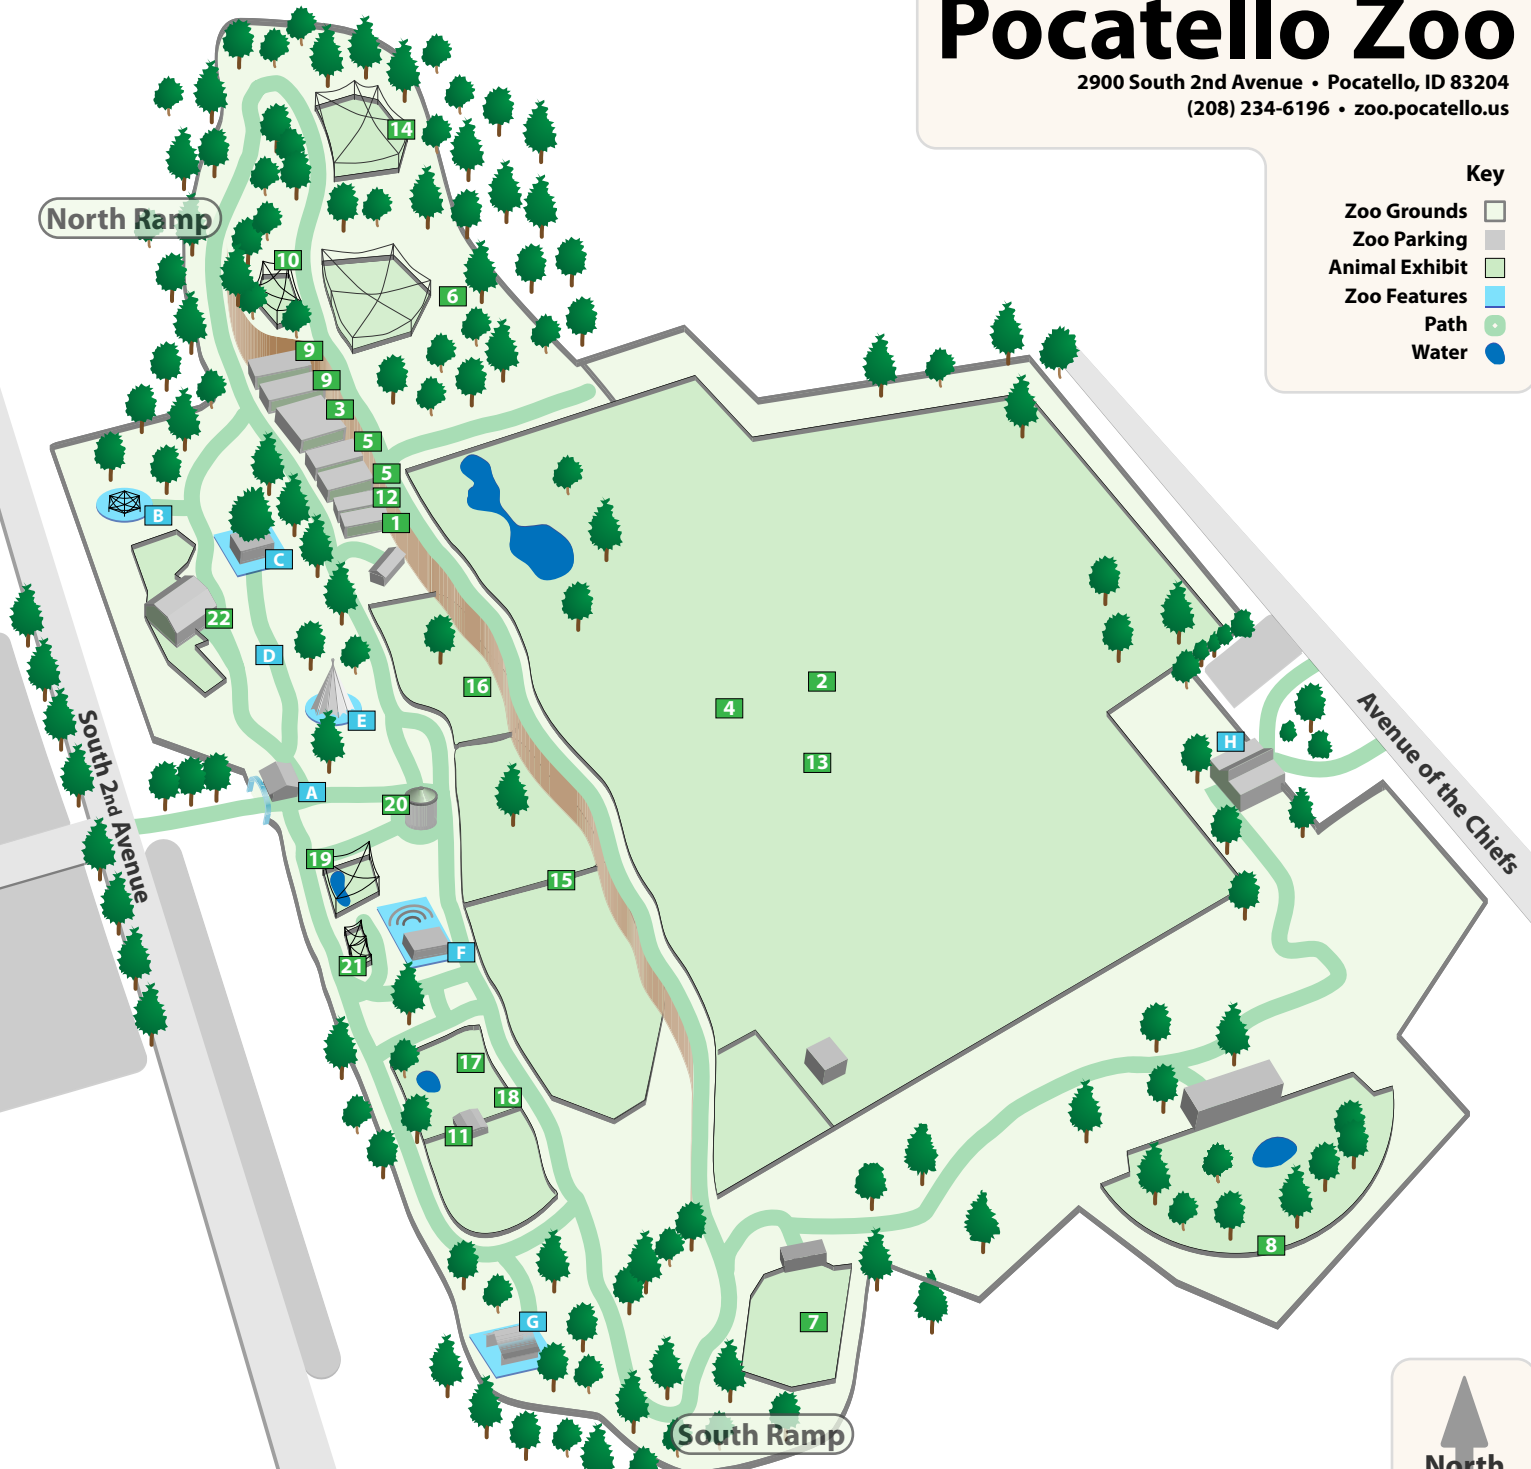 Pocatello Zoo
2900 South 2nd Avenue • Pocatello, ID 83204
(208) 234-6196 • zoo.pocatello.us
Key
Zoo Grounds
Zoo Parking
Animal Exhibit
Zoo Features
Path
Water
14
North Ramp
10
6
9
9
3
5
5
12
1
B
C
22
D
16
E
2
4
13
H
Avenue of the Chiefs
South 2nd Avenue
A
20
19
15
F
21
17
18
11
8
G
7
South Ramp
North